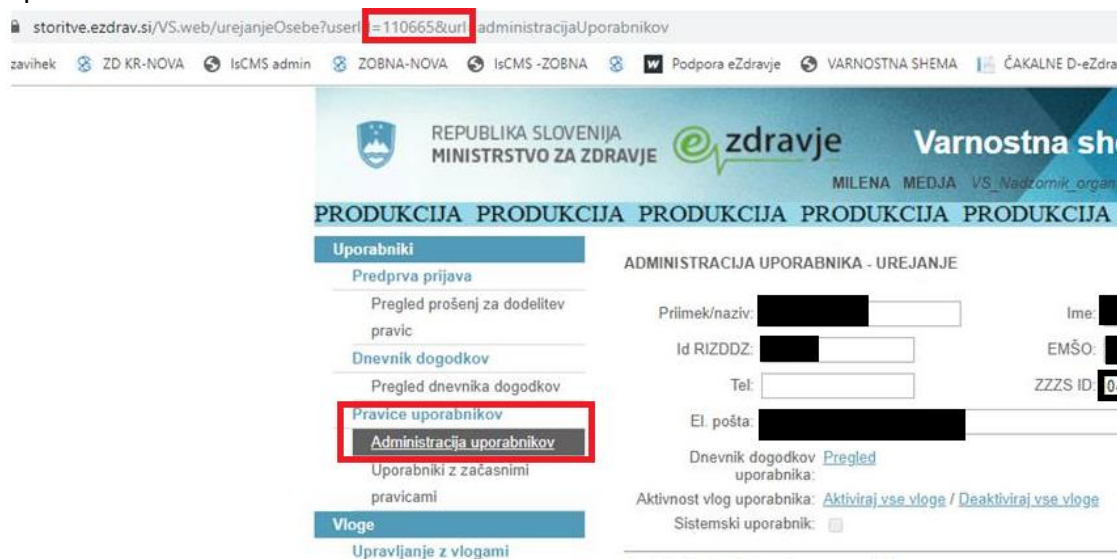 storitve.ezdrav.si/VS.web/urejanjeOsebe?userId=110665&url=administracijaUporabnikov
zavihek ZD KR-NOVA IsCMS admin ZOBNA-NOVA IsCMS -ZOBNA Podpora eZdravje VARNOSTNA SHEMA ČAKALNE D-eZdra
REPUBLIKA SLOVENIJA
MINISTRSTVO ZA ZDRAVJE
e zdravje
Varnostna she
MILENA MEDJA VS_Nadzornik_organ
PRODUKCIJA PRODUKCIJA PRODUKCIJA PRODUKCIJA PRODUKCIJA
Uporabniki
Predprva prijava
Pregled prošenj za dodelitev
pravic
Dnevnik dogodkov
Pregled dnevnika dogodkov
Pravice uporabnikov
Administracija uporabnikov
Uporabniki z začasnimi
pravicami
Vloge
Upravljanje z vlogami
ADMINISTRACIJA UPORABNIKA - UREJANJE
Priimek/naziv: Ime:
Id RIZDDZ: EMŠO:
Tel: ZZZS ID: 0
El. pošta:
Dnevnik dogodkov Pregled
uporabnika:
Aktivnost vlog uporabnika: Aktiviraj vse vloge / Deaktiviraj vse vloge
Sistemski uporabnik: